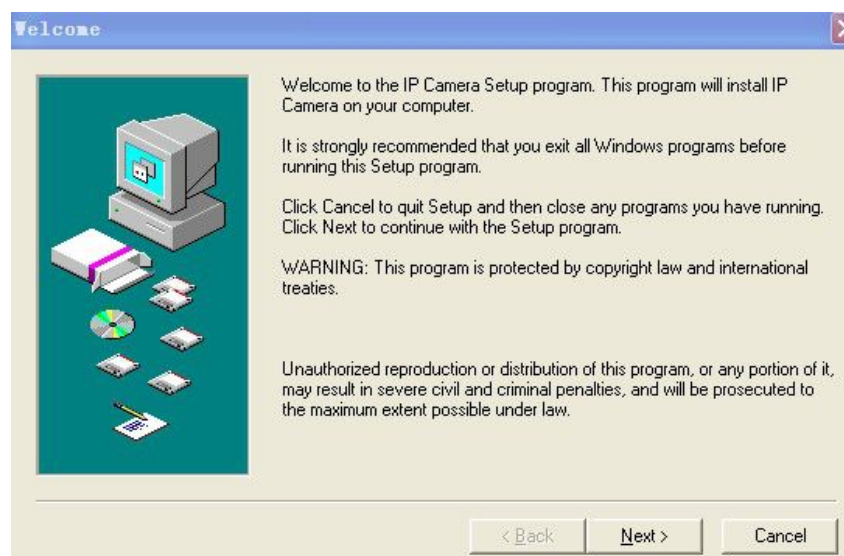 Welcome
Welcome to the IP Camera Setup program. This program will install IP
Camera on your computer.
It is strongly recommended that you exit all Windows programs before
running this Setup program.
Click Cancel to quit Setup and then close any programs you have running.
Click Next to continue with the Setup program.
WARNING: This program is protected by copyright law and international
treaties.
Unauthorized reproduction or distribution of this program, or any portion of it,
may result in severe civil and criminal penalties, and will be prosecuted to
the maximum extent possible under law.
< Back
Next >
Cancel